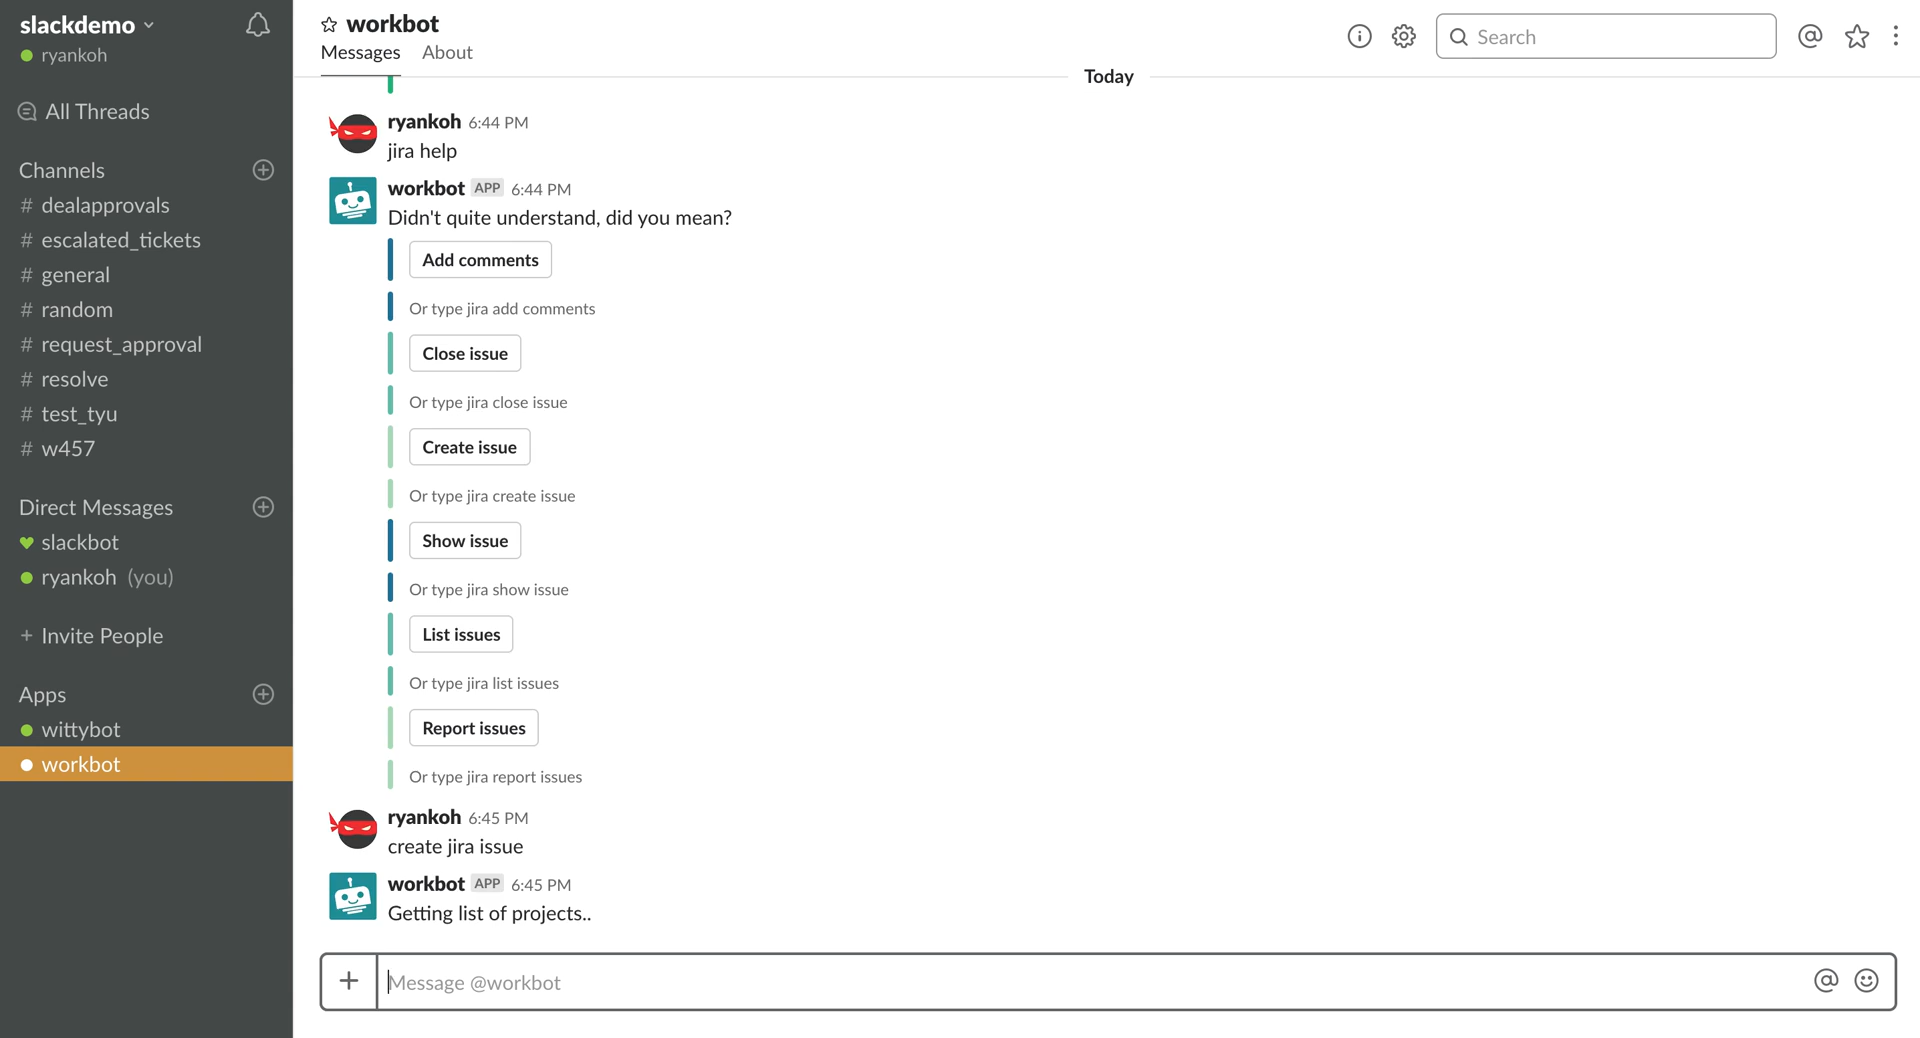 slackdemo
ryankoh
All Threads
Channels
# dealapprovals
# escalated_tickets
# general
# random
# request_approval
# resolve
# test_tyu
# w457
Direct Messages
slackbot
ryankoh (you)
+ Invite People
Apps
wittybot
workbot
workbot
Messages About
Search
Today
ryankoh 6:44 PM
jira help
workbot APP 6:44 PM
Didn't quite understand, did you mean?
Add comments
Or type jira add comments
Close issue
Or type jira close issue
Create issue
Or type jira create issue
Show issue
Or type jira show issue
List issues
Or type jira list issues
Report issues
Or type jira report issues
ryankoh 6:45 PM
create jira issue
workbot APP 6:45 PM
Getting list of projects..
Message @workbot